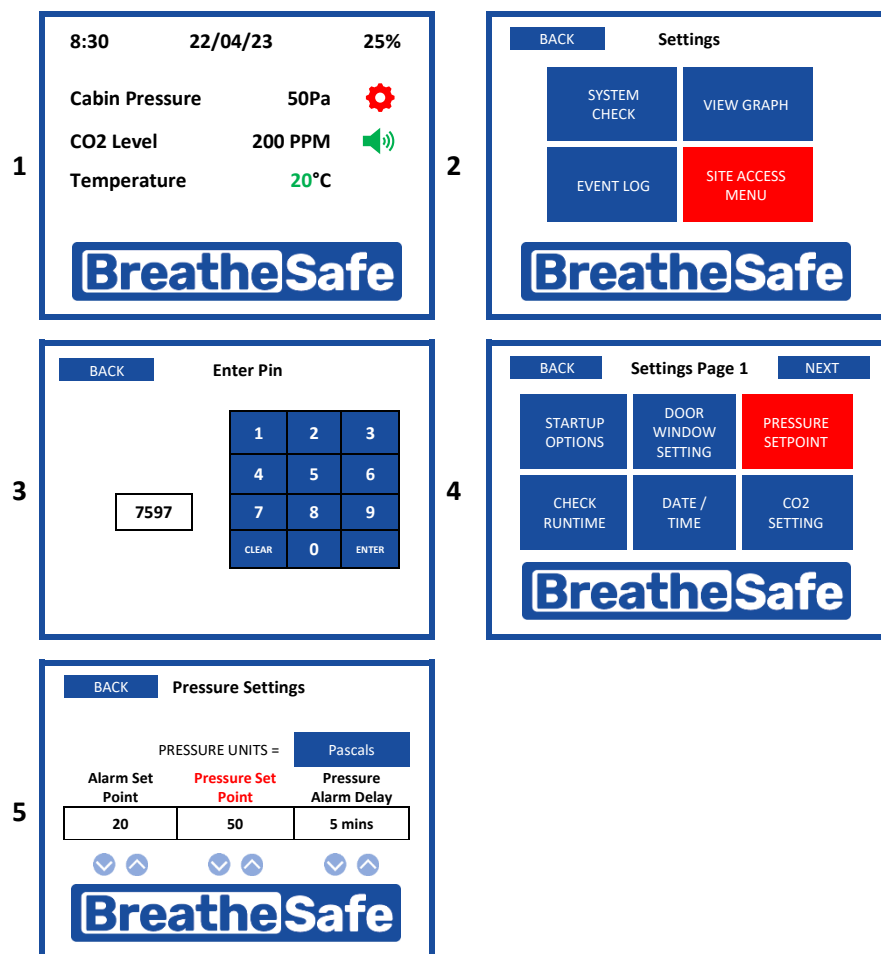 1
8:30 22/04/23 25%
Cabin Pressure 50Pa
CO2 Level 200 PPM
Temperature 20°C
BreatheSafe
2
BACK Settings
SYSTEM
CHECK
VIEW GRAPH
EVENT LOG
SITE ACCESS
MENU
BreatheSafe
3
BACK Enter Pin
7597
1 2 3
4 5 6
7 8 9
CLEAR 0 ENTER
4
BACK Settings Page 1 NEXT
STARTUP
OPTIONS
DOOR
WINDOW
SETTING
PRESSURE
SETPOINT
CHECK
RUNTIME
DATE /
TIME
CO2
SETTING
BreatheSafe
5
BACK Pressure Settings
PRESSURE UNITS = Pascals
Alarm Set
Point
Pressure Set
Point
Pressure
Alarm Delay
20 50 5 mins
BreatheSafe